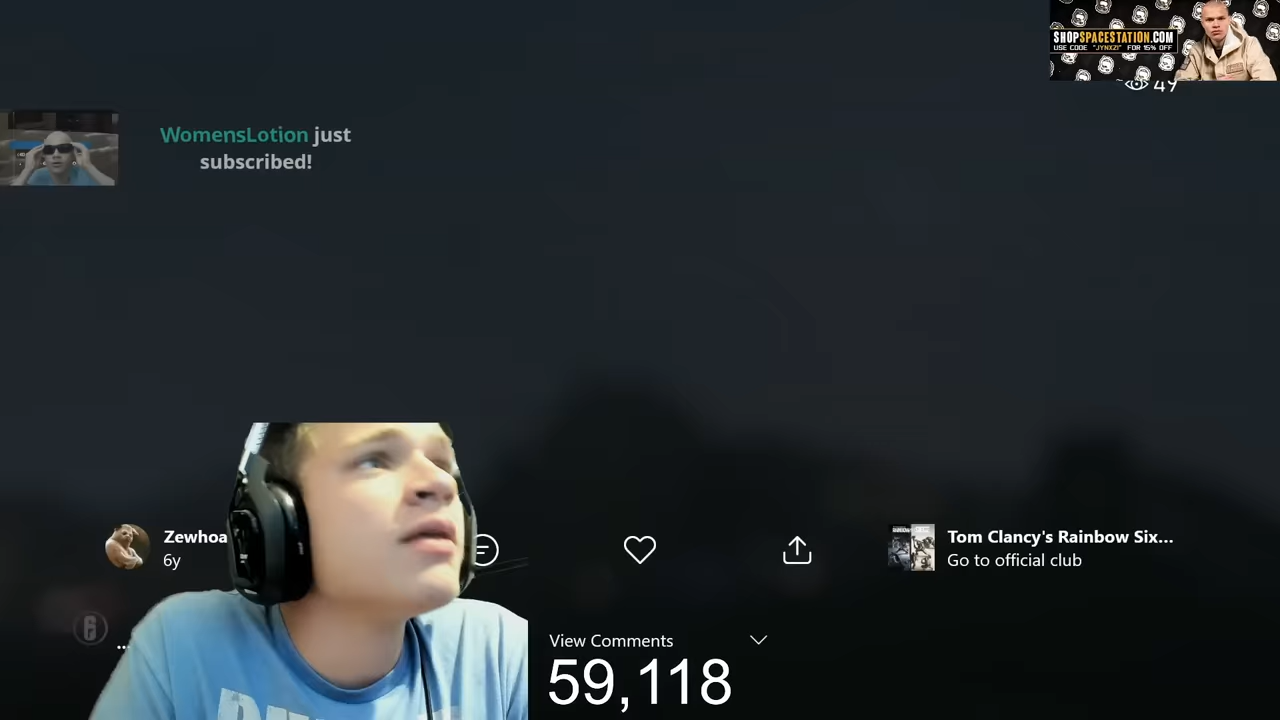 SHOPSPACESTATION.COM
USE CODE "JYNXZI" FOR 15% OFF
49
WomensLotion just
subscribed!
Zewhoa
6y
Tom Clancy's Rainbow Six...
Go to official club
...
View Comments
59,118